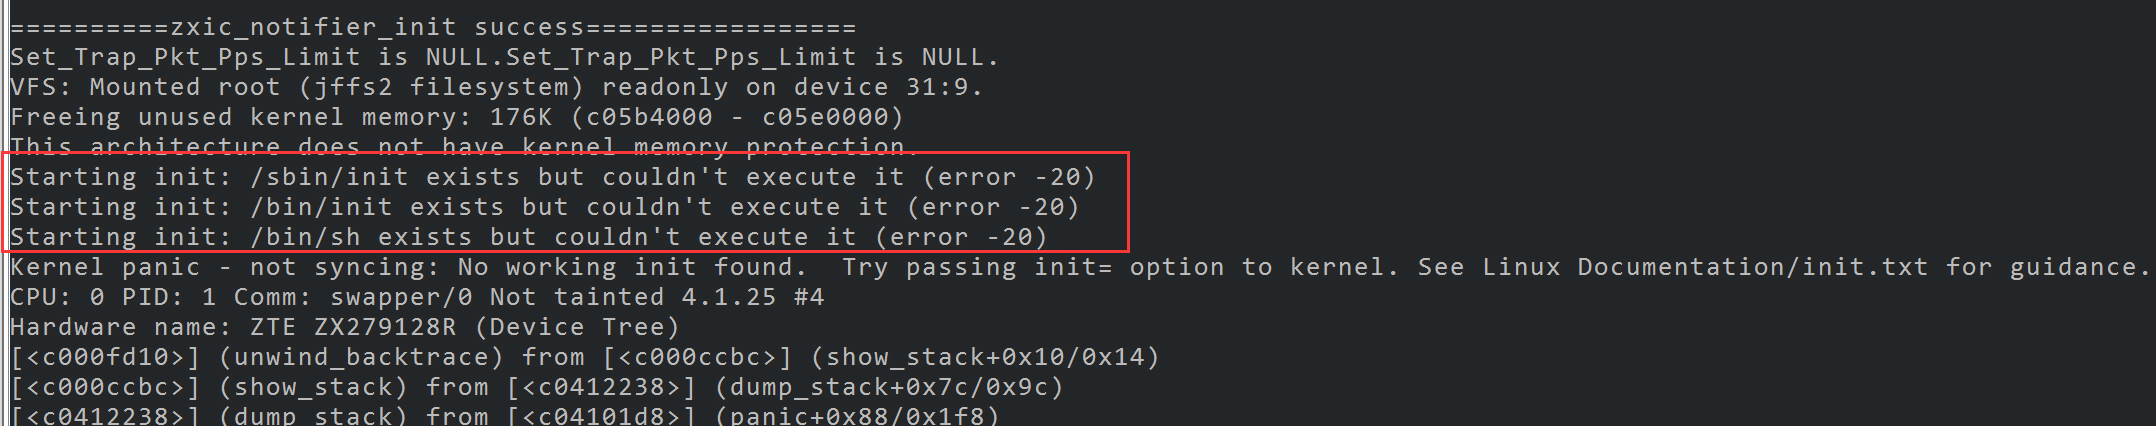 ==========zxic_notifier_init success=================
Set_Trap_Pkt_Pps_Limit is NULL.Set_Trap_Pkt_Pps_Limit is NULL.
VFS: Mounted root (jffs2 filesystem) readonly on device 31:9.
Freeing unused kernel memory: 176K (c05b4000 - c05e0000)
This architecture does not have kernel memory protection.
Starting init: /sbin/init exists but couldn't execute it (error -20)
Starting init: /bin/init exists but couldn't execute it (error -20)
Starting init: /bin/sh exists but couldn't execute it (error -20)
Kernel panic - not syncing: No working init found.  Try passing init= option to kernel. See Linux Documentation/init.txt for guidance.
CPU: 0 PID: 1 Comm: swapper/0 Not tainted 4.1.25 #4
Hardware name: ZTE ZX279128R (Device Tree)
[<c000fd10>] (unwind_backtrace) from [<c000ccbc>] (show_stack+0x10/0x14)
[<c000ccbc>] (show_stack) from [<c0412238>] (dump_stack+0x7c/0x9c)
[<c0412238>] (dump_stack) from [<c04101d8>] (panic+0x88/0x1f8)